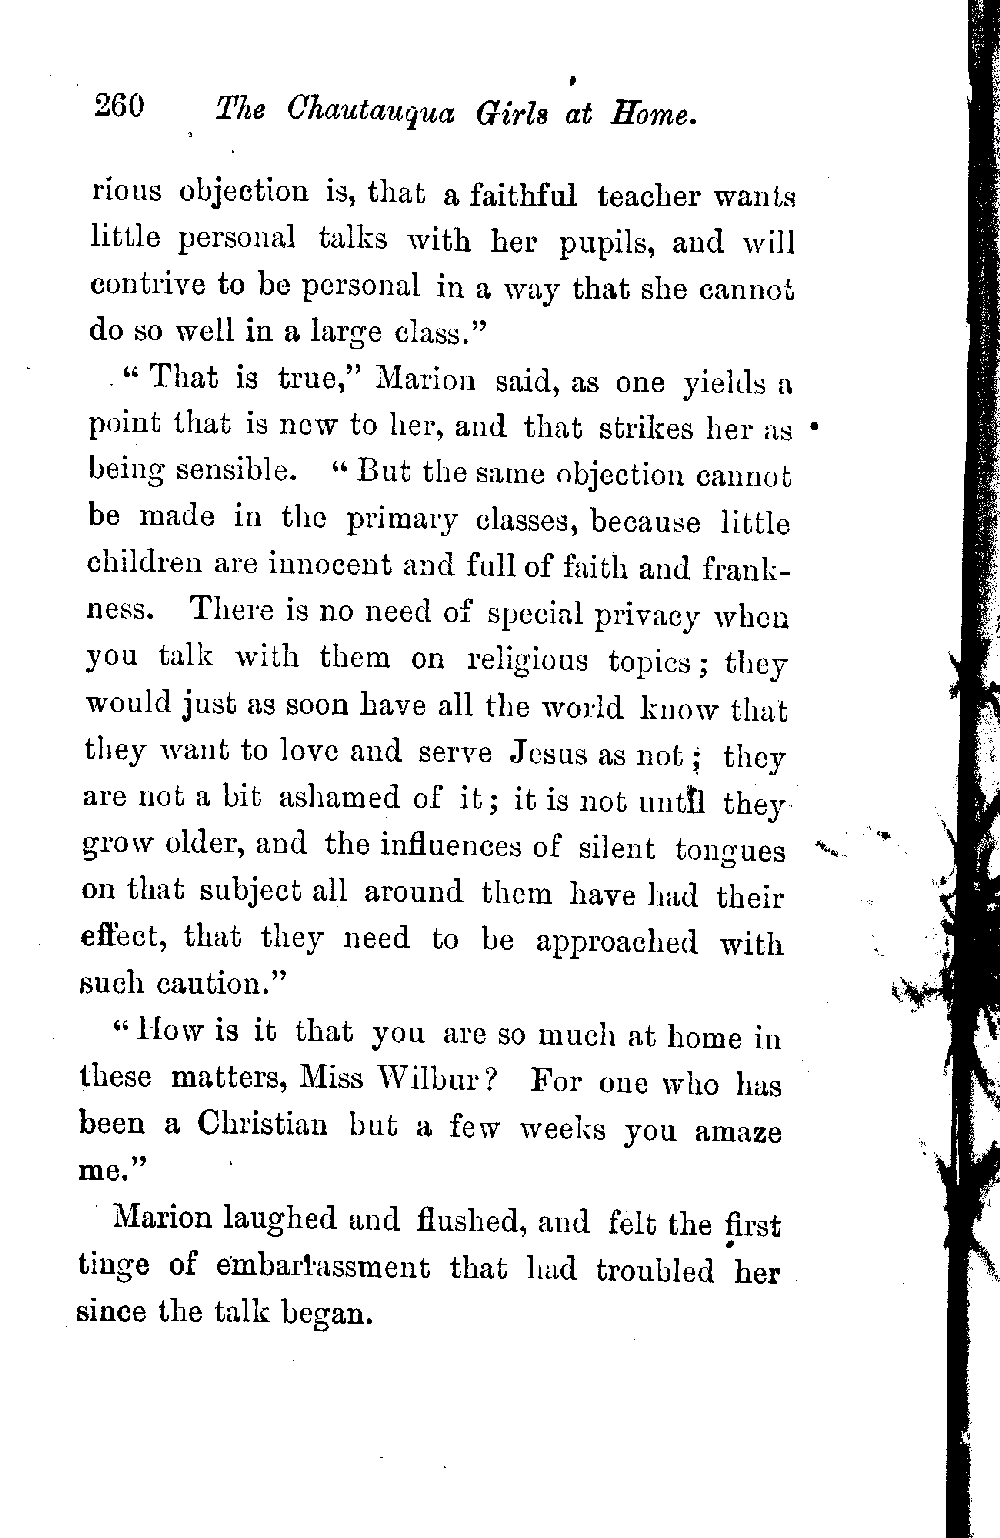 260 The Chautauqua Girls at Home.
rious objection is, that a faithful teacher wants
little personal talks with her pupils, and will
contrive to be personal in a way that she cannot
do so well in a large class.”
“ That is true,” Marion said, as one yields a
point that is new to her, and that strikes her as
being sensible. “ But the same objection cannot
be made in the primary classes, because little
children are innocent and full of faith and frank-
ness. There is no need of special privacy when
you talk with them on religious topics ; they
would just as soon have all the world know that
they want to love and serve Jesus as not ; they
are not a bit ashamed of it ; it is not until they
grow older, and the influences of silent tongues
on that subject all around them have had their
effect, that they need to be approached with
such caution.”
“ How is it that you are so much at home in
these matters, Miss Wilbur? For one who has
been a Christian but a few weeks you amaze
me.”
Marion laughed and flushed, and felt the first
tinge of embarrassment that had troubled her
since the talk began.